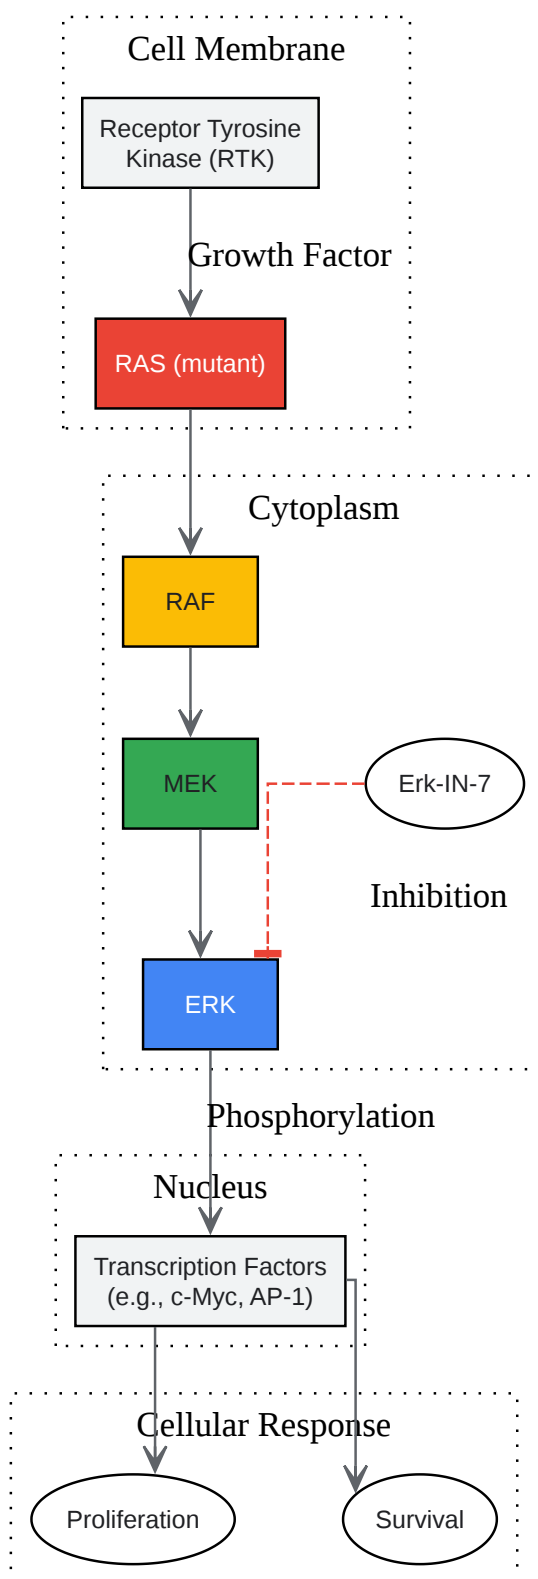 Cell Membrane
Receptor Tyrosine
Kinase (RTK)
Growth Factor
RAS (mutant)
Cytoplasm
RAF
MEK
Erk-IN-7
Inhibition
ERK
Phosphorylation
Nucleus
Transcription Factors
(e.g., c-Myc, AP-1)
Cellular Response
Proliferation
Survival